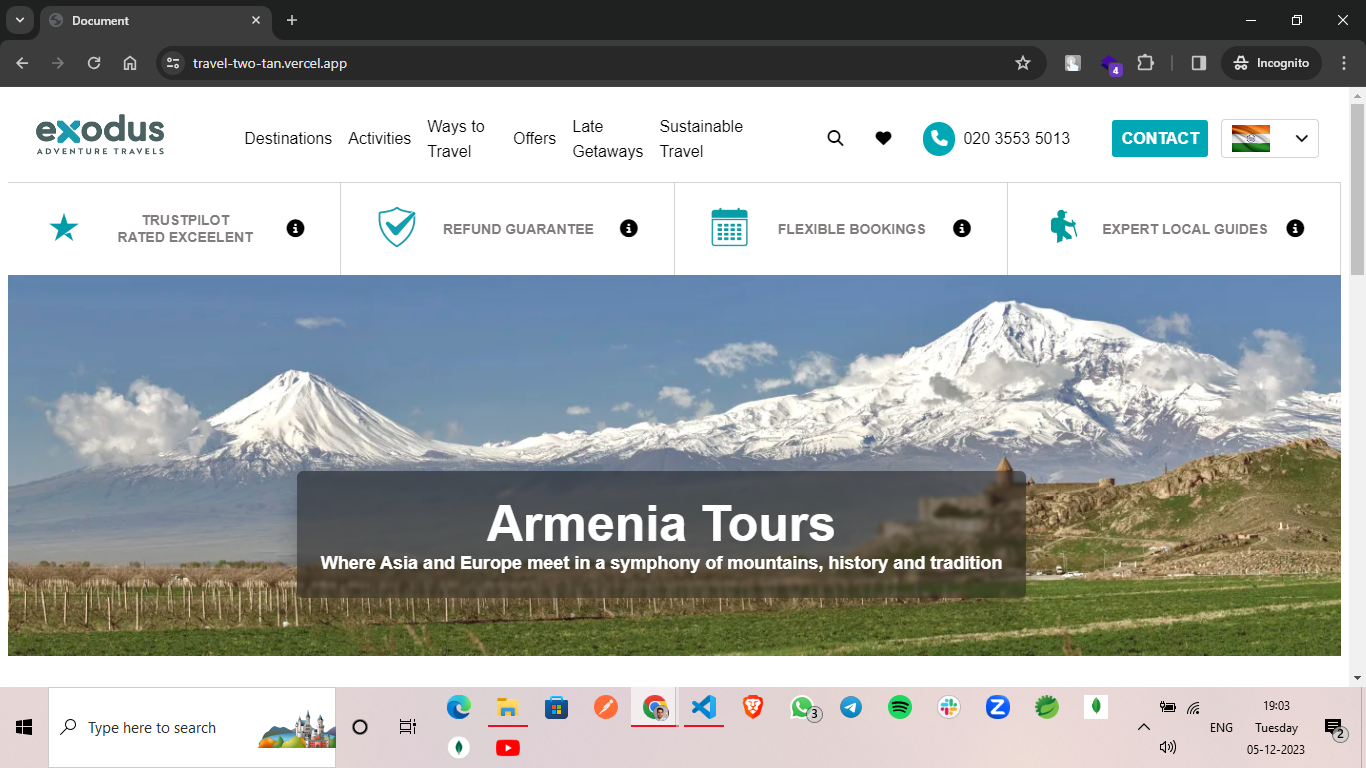 Document
travel-two-tan.vercel.app
4
Incognito
exodus
ADVENTURE TRAVELS
Destinations
Activities
Ways to
Travel
Offers
Late
Getaways
Sustainable
Travel
020 3553 5013
CONTACT
TRUSTPILOT
RATED EXCEELENT
REFUND GUARANTEE
FLEXIBLE BOOKINGS
EXPERT LOCAL GUIDES
Armenia Tours
Where Asia and Europe meet in a symphony of mountains, history and tradition
Type here to search
3
ENG
19:03
Tuesday
05-12-2023
2